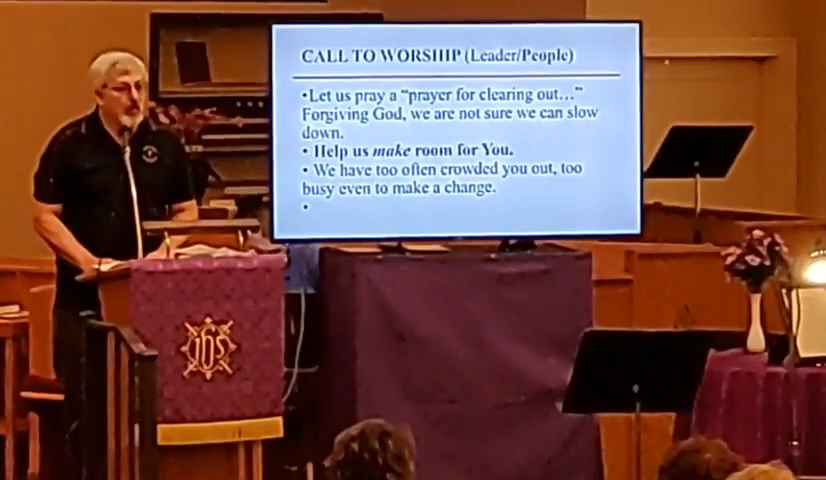 CALL TO WORSHIP (Leader/People)
•Let us pray a “prayer for clearing out…”
Forgiving God, we are not sure we can slow
down.
• Help us make room for You.
• We have too often crowded you out, too
busy even to make a change.
•
ihs